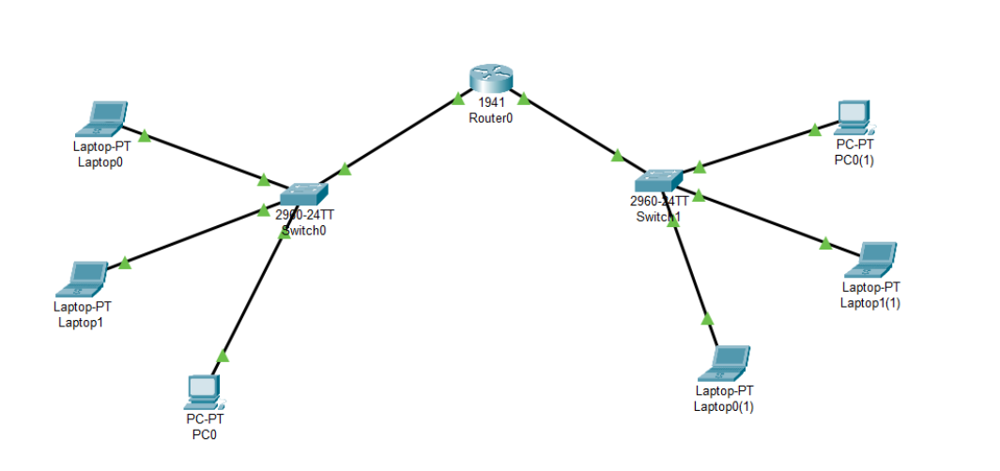 1941
Router0
Laptop-PT
Laptop0
PC-PT
PC0(1)
2960-24TT
Switch0
2960-24TT
Switch1
Laptop-PT
Laptop1
Laptop-PT
Laptop1(1)
Laptop-PT
Laptop0(1)
PC-PT
PC0